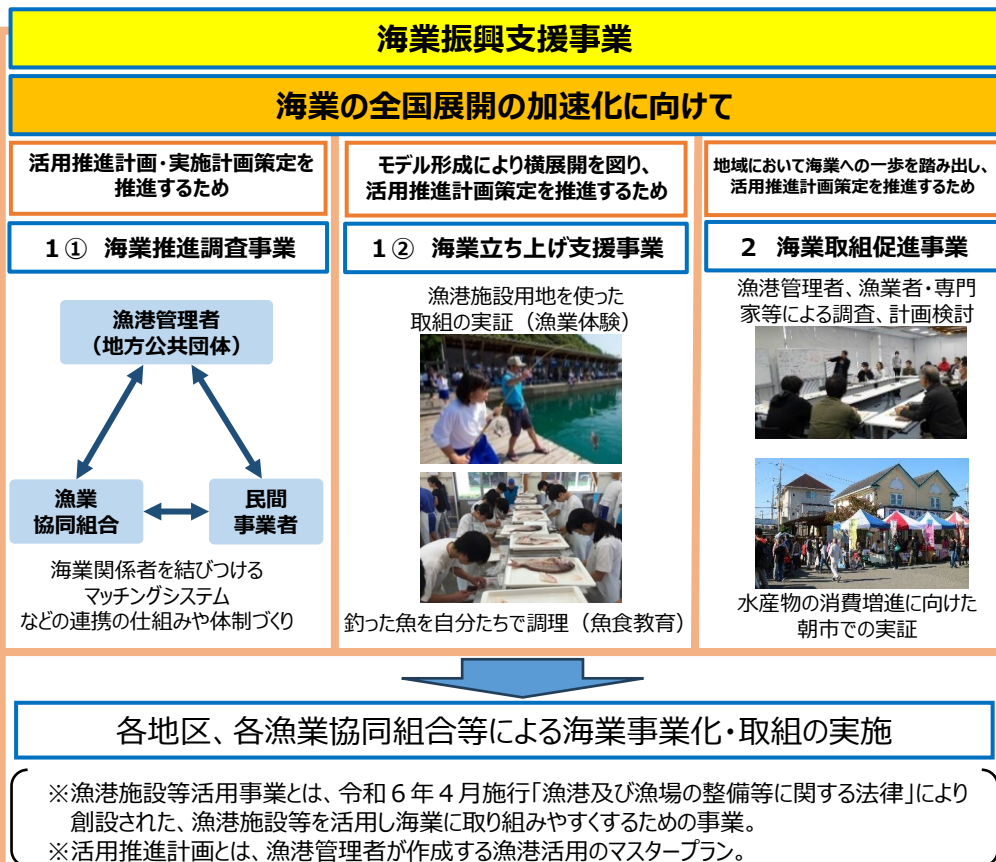 海業振興支援事業
海業の全国展開の加速化に向けて
活用推進計画・実施計画策定を
推進するため
1① 海業推進調査事業
漁港管理者
（地方公共団体）
漁業
協同組合
民間
事業者
海業関係者を結びつける
マッチングシステム
などの連携の仕組みや体制づくり
モデル形成により横展開を図り、
活用推進計画策定を推進するため
1② 海業立ち上げ支援事業
漁港施設用地を使った
取組の実証（漁業体験）
釣った魚を自分たちで調理（魚食教育）
地域において海業への一歩を踏み出し、
活用推進計画策定を推進するため
2 海業取組促進事業
漁港管理者、漁業者・専門
家等による調査、計画検討
水産物の消費増進に向けた
朝市での実証
各地区、各漁業協同組合等による海業事業化・取組の実施
※漁港施設等活用事業とは、令和６年４月施行「漁港及び漁場の整備等に関する法律」により
創設された、漁港施設等を活用し海業に取り組みやすくするための事業。
※活用推進計画とは、漁港管理者が作成する漁港活用のマスタープラン。